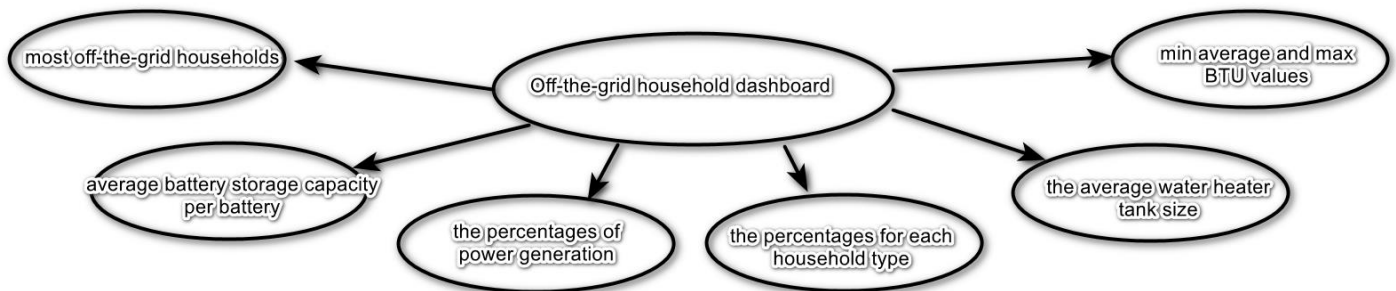 Off-the-grid household dashboard
most off-the-grid households
min average and max
BTU values
average battery storage capacity
per battery
the average water heater
tank size
the percentages of
power generation
the percentages for each
household type